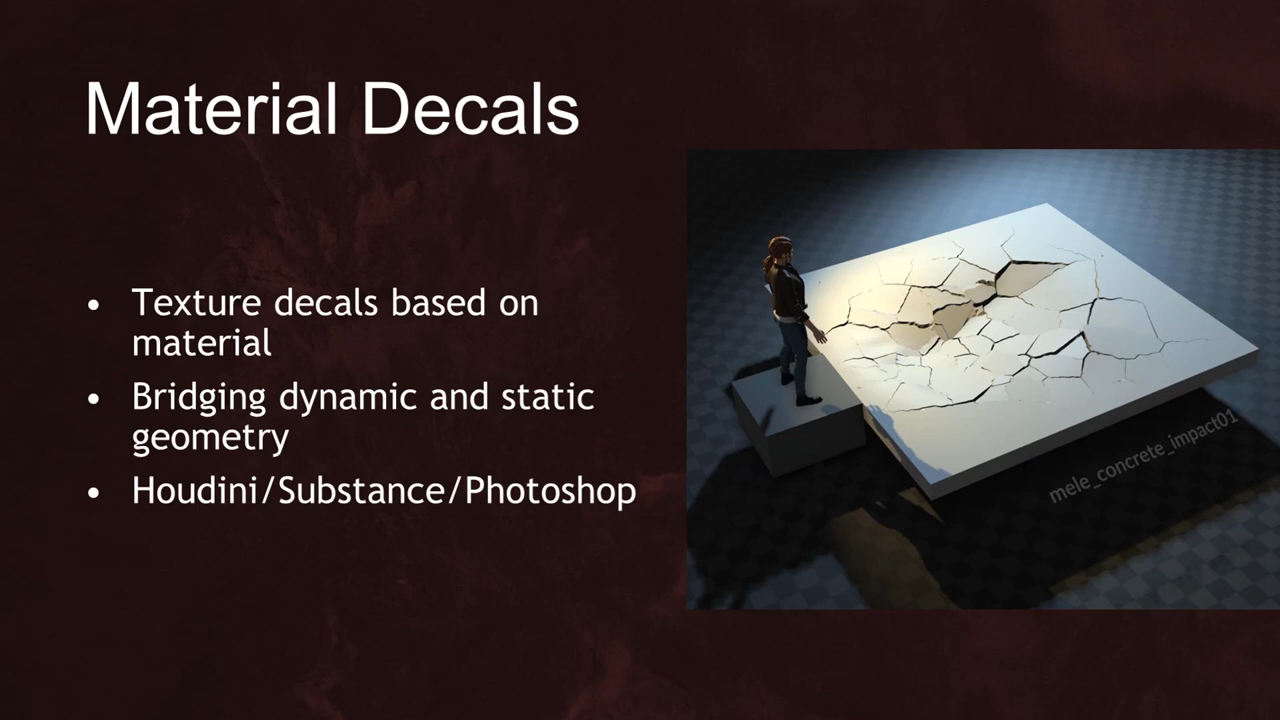 Material Decals
• Texture decals based on
material
• Bridging dynamic and static
geometry
• Houdini/Substance/Photoshop
mele_concrete_impact01